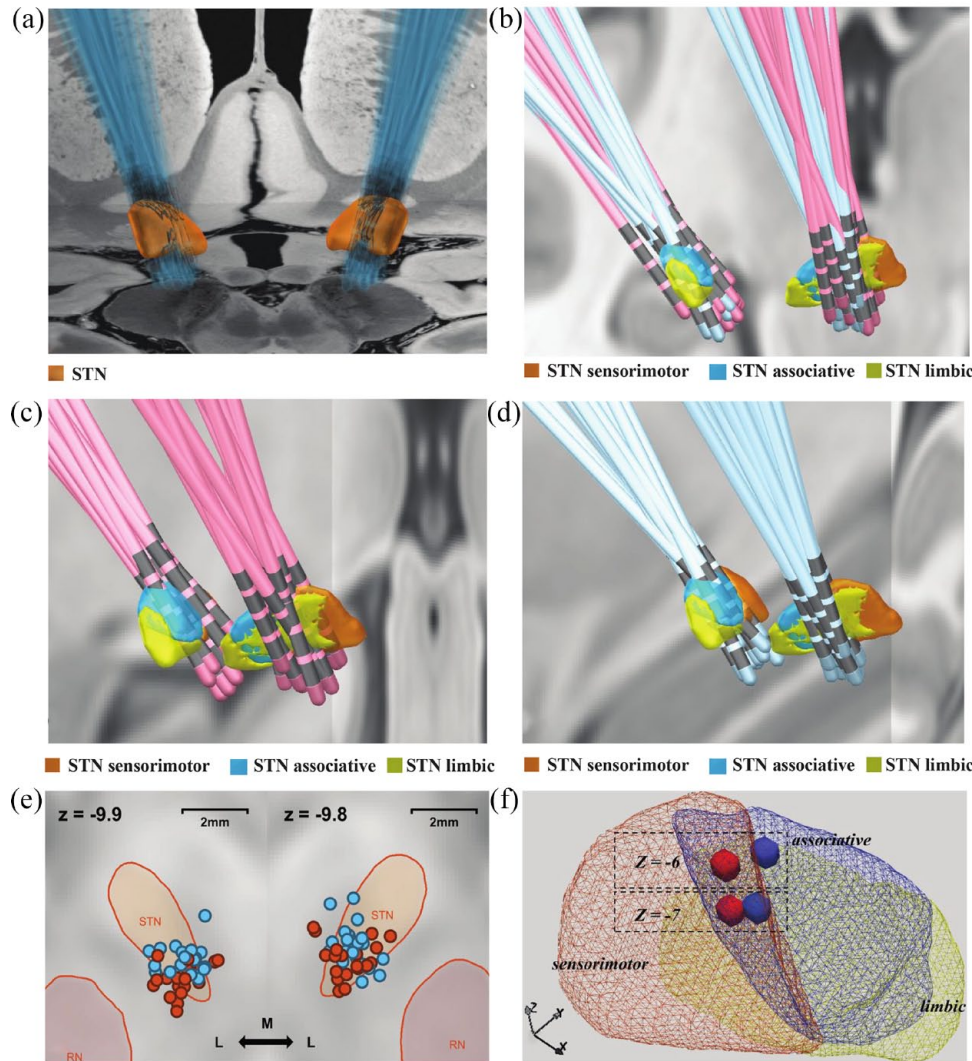 (a)
(b)
STN
STN sensorimotor STN associative STN limbic
(c)
(d)
STN sensorimotor STN associative STN limbic
STN sensorimotor STN associative STN limbic
(e)
z = -9.9
2mm
z = -9.8
2mm
STN
STN
RN
RN
M
L L
(f)
associative
Z = -6
Z = -7
sensorimotor
limbic
Z
Y
X